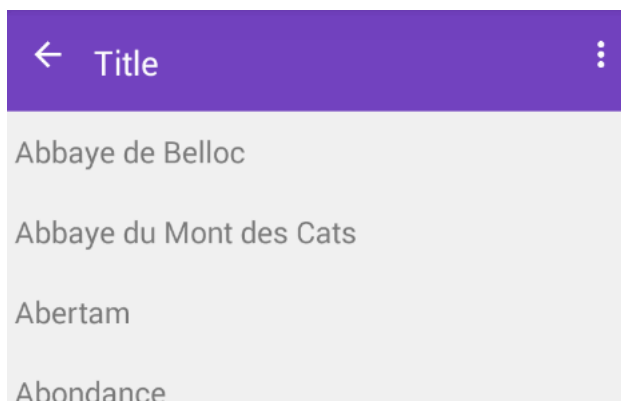 Title
Abbaye de Belloc
Abbaye du Mont des Cats
Abertam
Abondance